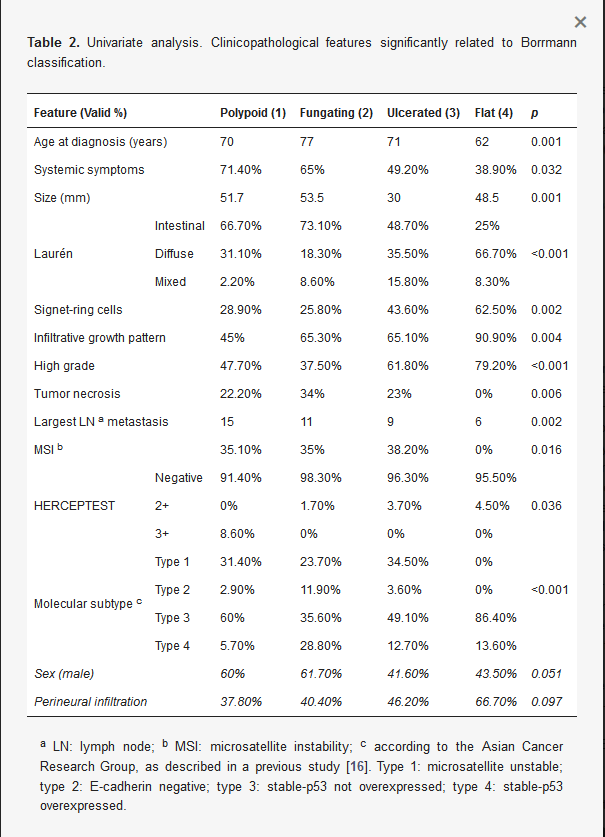 ×
Table 2. Univariate analysis. Clinicopathological features significantly related to Borrmann
classification.
Feature (Valid %) Polypoid (1) Fungating (2) Ulcerated (3) Flat (4) p
Age at diagnosis (years) 70 77 71 62 0.001
Systemic symptoms 71.40% 65% 49.20% 38.90% 0.032
Size (mm) 51.7 53.5 30 48.5 0.001
Intestinal 66.70% 73.10% 48.70% 25%
Laurén Diffuse 31.10% 18.30% 35.50% 66.70% <0.001
Mixed 2.20% 8.60% 15.80% 8.30%
Signet-ring cells 28.90% 25.80% 43.60% 62.50% 0.002
Infiltrative growth pattern 45% 65.30% 65.10% 90.90% 0.004
High grade 47.70% 37.50% 61.80% 79.20% <0.001
Tumor necrosis 22.20% 34% 23% 0% 0.006
Largest LN a metastasis 15 11 9 6 0.002
MSI b 35.10% 35% 38.20% 0% 0.016
Negative 91.40% 98.30% 96.30% 95.50%
HERCEPTEST 2+ 0% 1.70% 3.70% 4.50% 0.036
3+ 8.60% 0% 0% 0%
Type 1 31.40% 23.70% 34.50% 0%
Type 2 2.90% 11.90% 3.60% 0% <0.001
Molecular subtype c
Type 3 60% 35.60% 49.10% 86.40%
Type 4 5.70% 28.80% 12.70% 13.60%
Sex (male) 60% 61.70% 41.60% 43.50% 0.051
Perineural infiltration 37.80% 40.40% 46.20% 66.70% 0.097
a LN: lymph node; b MSI: microsatellite instability; c according to the Asian Cancer
Research Group, as described in a previous study [16]. Type 1: microsatellite unstable;
type 2: E-cadherin negative; type 3: stable-p53 not overexpressed; type 4: stable-p53
overexpressed.